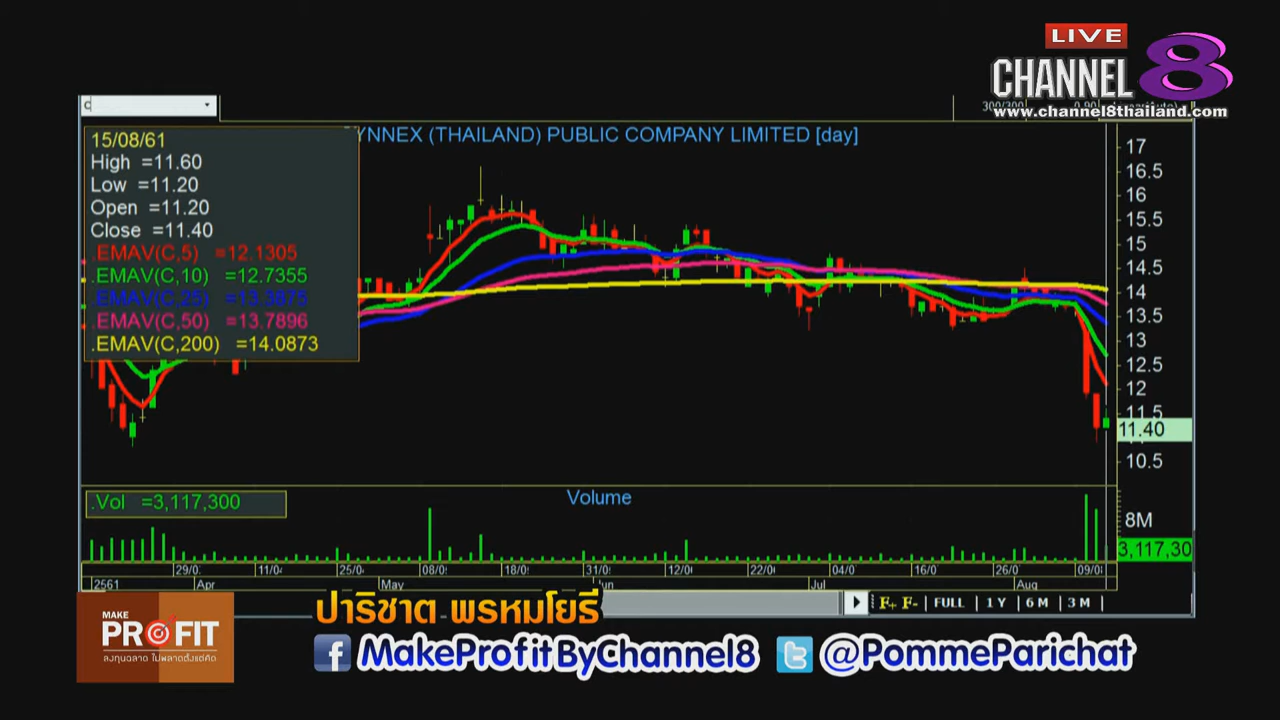 LIVE
CHANNEL 8
www.channel8thailand.com
c
300/300
15/08/61
High =11.60
Low =11.20
Open =11.20
Close =11.40
.EMAV(C,5) =12.1305
.EMAV(C,10) =12.7355
.EMAV(C,25) =13.3875
.EMAV(C,50) =13.7896
.EMAV(C,200) =14.0873
YNNEX (THAILAND) PUBLIC COMPANY LIMITED [day]
17
16.5
16
15.5
15
14.5
14
13.5
13
12.5
12
11.5
11.40
10.5
.Vol =3,117,300
Volume
8M
3,117,30
29/0 11/04 25/0 08/0 18/0 31/0 12/0 22/0 04/0 16/0 26/0 09/0
2561 Apr May Jun Jul Aug
F+ F- FULL 1 Y 6 M 3 M
MAKE
PROFIT
ลงทุนฉลาด ไม่พลาดตั้งแต่คิด
ปาริชาต พรหมโยธี
f MakeProfitByChannel8 @PommeParichat